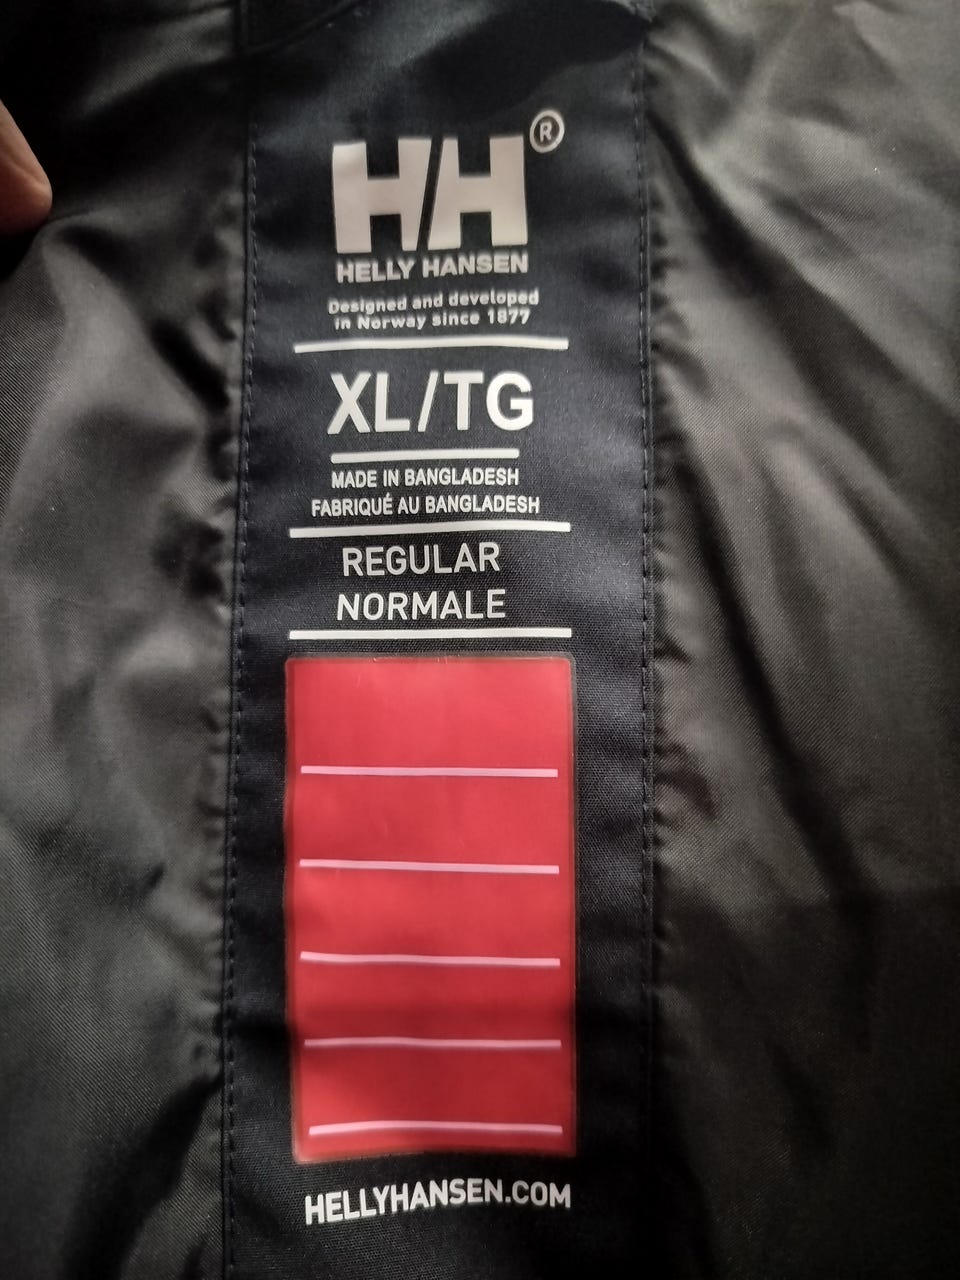 HH®
HELLY HANSEN
Designed and developed
in Norway since 1877
XL/TG
MADE IN BANGLADESH
FABRIQUÉ AU BANGLADESH
REGULAR
NORMALE
HELLYHANSEN.COM